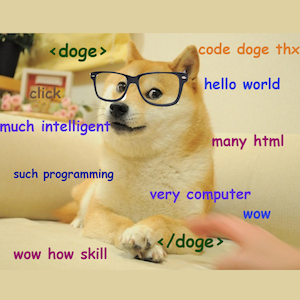 <doge>
code doge thx
hello world
click
much intelligent
many html
such programming
very computer
wow
</doge>
wow how skill